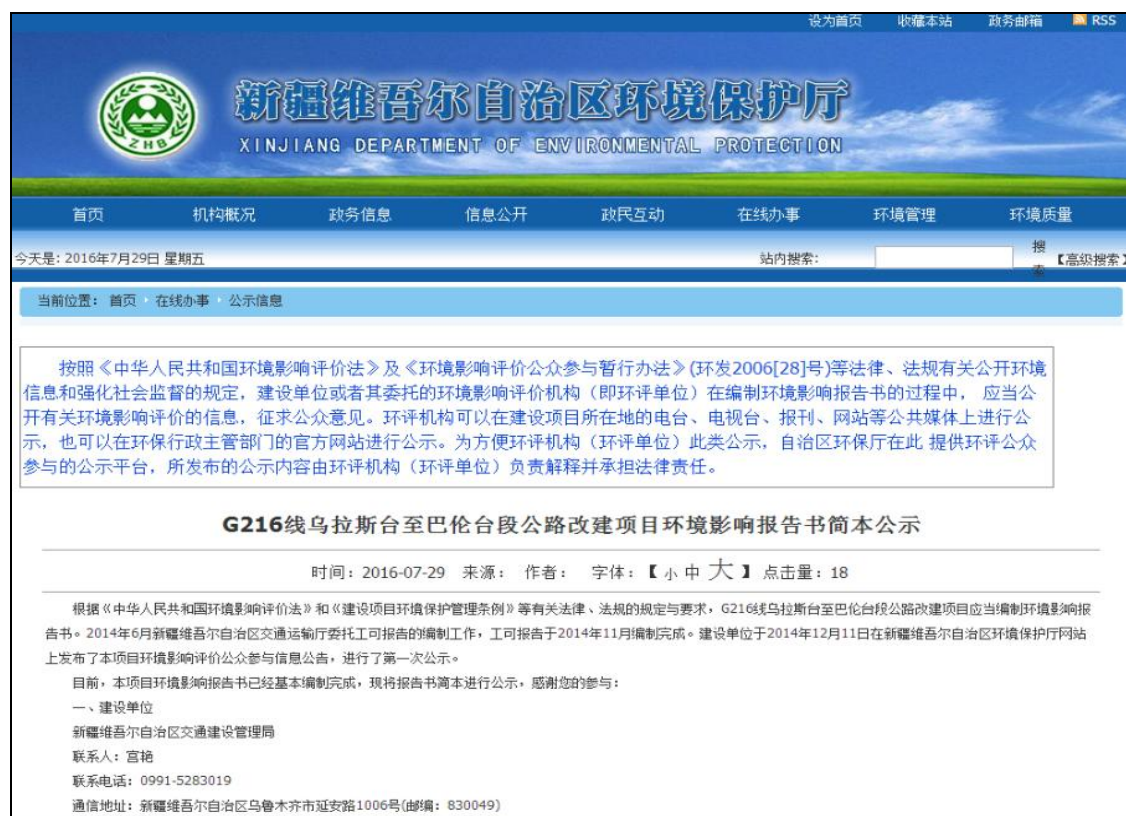 设为首页 收藏本站 政务邮箱 RSS
新疆维吾尔自治区环境保护厅
XINJIANG DEPARTMENT OF ENVIRONMENTAL PROTECTION
ZHB
首页 机构概况 政务信息 信息公开 政民互动 在线办事 环境管理 环境质量
今天是: 2016年7月29日 星期五 站内搜索: 搜索 【高级搜索】
当前位置: 首页 在线办事 公示信息
按照《中华人民共和国环境影响评价法》及《环境影响评价公众参与暂行办法》(环发2006[28]号)等法律、法规有关公开环境
信息和强化社会监督的规定，建设单位或者其委托的环境影响评价机构（即环评单位）在编制环境影响报告书的过程中， 应当公
开有关环境影响评价的信息，征求公众意见。环评机构可以在建设项目所在地的电台、电视台、报刊、网站等公共媒体上进行公
示，也可以在环保行政主管部门的官方网站进行公示。为方便环评机构（环评单位）此类公示，自治区环保厅在此 提供环评公众
参与的公示平台，所发布的公示内容由环评机构（环评单位）负责解释并承担法律责任。
G216线乌拉斯台至巴伦台段公路改建项目环境影响报告书简本公示
时间：2016-07-29 来源： 作者： 字体：【 小 中 大 】 点击量：18
根据《中华人民共和国环境影响评价法》和《建设项目环境保护管理条例》等有关法律、法规的规定与要求，G216线乌拉斯台至巴伦台段公路改建项目应当编制环境影响报
告书。2014年6月新疆维吾尔自治区交通运输厅委托工可报告的编制工作，工可报告于2014年11月编制完成。建设单位于2014年12月11日在新疆维吾尔自治区环境保护厅网站
上发布了本项目环境影响评价公众参与信息公告，进行了第一次公示。
目前，本项目环境影响报告书已经基本编制完成，现将报告书简本进行公示，感谢您的参与：
一、建设单位
新疆维吾尔自治区交通建设管理局
联系人：宫艳
联系电话：0991-5283019
通信地址：新疆维吾尔自治区乌鲁木齐市延安路1006号(邮编：830049)